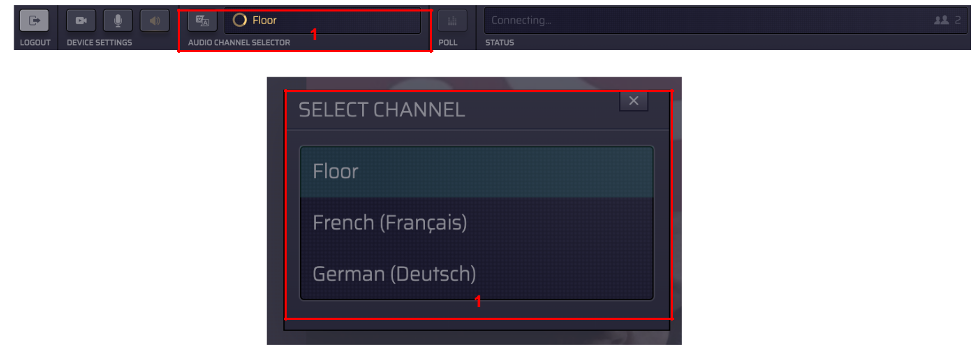 Floor
1
Connecting...
2
LOGOUT
DEVICE SETTINGS
AUDIO CHANNEL SELECTOR
POLL
STATUS
SELECT CHANNEL
Floor
French (Français)
German (Deutsch)
1